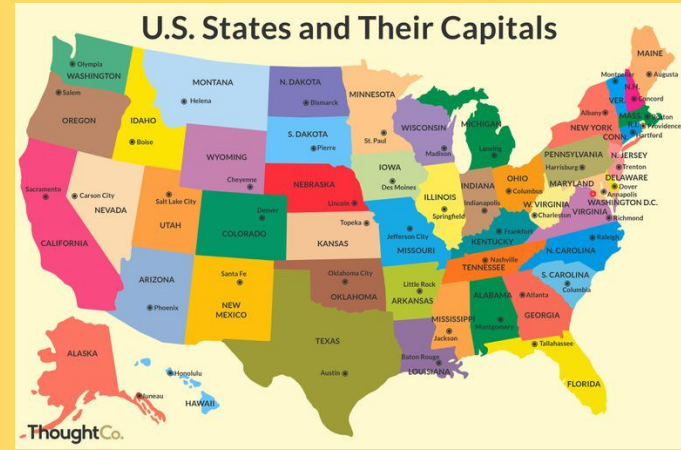 U.S. States and Their Capitals
MAINE
Augusta
Olympia
WASHINGTON
MONTANA
Helena
N. DAKOTA
Bismarck
MINNESOTA
St. Paul
Montpelier
VER.
N.H.
Concord
Salem
OREGON
IDAHO
Boise
S. DAKOTA
Pierre
WISCONSIN
Madison
MICHIGAN
Lansing
Albany
NEW YORK
MASS.
Boston
R.I.
Providence
CONN.
Hartford
WYOMING
Cheyenne
IOWA
Des Moines
PENNSYLVANIA
Harrisburg
N. JERSEY
Trenton
NEBRASKA
Lincoln
ILLINOIS
Springfield
INDIANA
Indianapolis
OHIO
Columbus
MARYLAND
DELAWARE
Dover
Annapolis
WASHINGTON D.C.
Sacramento
Carson City
NEVADA
Salt Lake City
UTAH
Denver
COLORADO
Topeka
KANSAS
Jefferson City
MISSOURI
W. VIRGINIA
Charleston
VIRGINIA
Richmond
Frankfort
KENTUCKY
CALIFORNIA
N. CAROLINA
Raleigh
Nashville
TENNESSEE
ARIZONA
Phoenix
Santa Fe
NEW
MEXICO
Oklahoma City
OKLAHOMA
Little Rock
ARKANSAS
S. CAROLINA
Columbia
ALABAMA
Montgomery
Atlanta
GEORGIA
MISSISSIPPI
Jackson
TEXAS
Austin
Baton Rouge
LOUISIANA
Tallahassee
FLORIDA
ALASKA
Juneau
Honolulu
HAWAII
ThoughtCo.